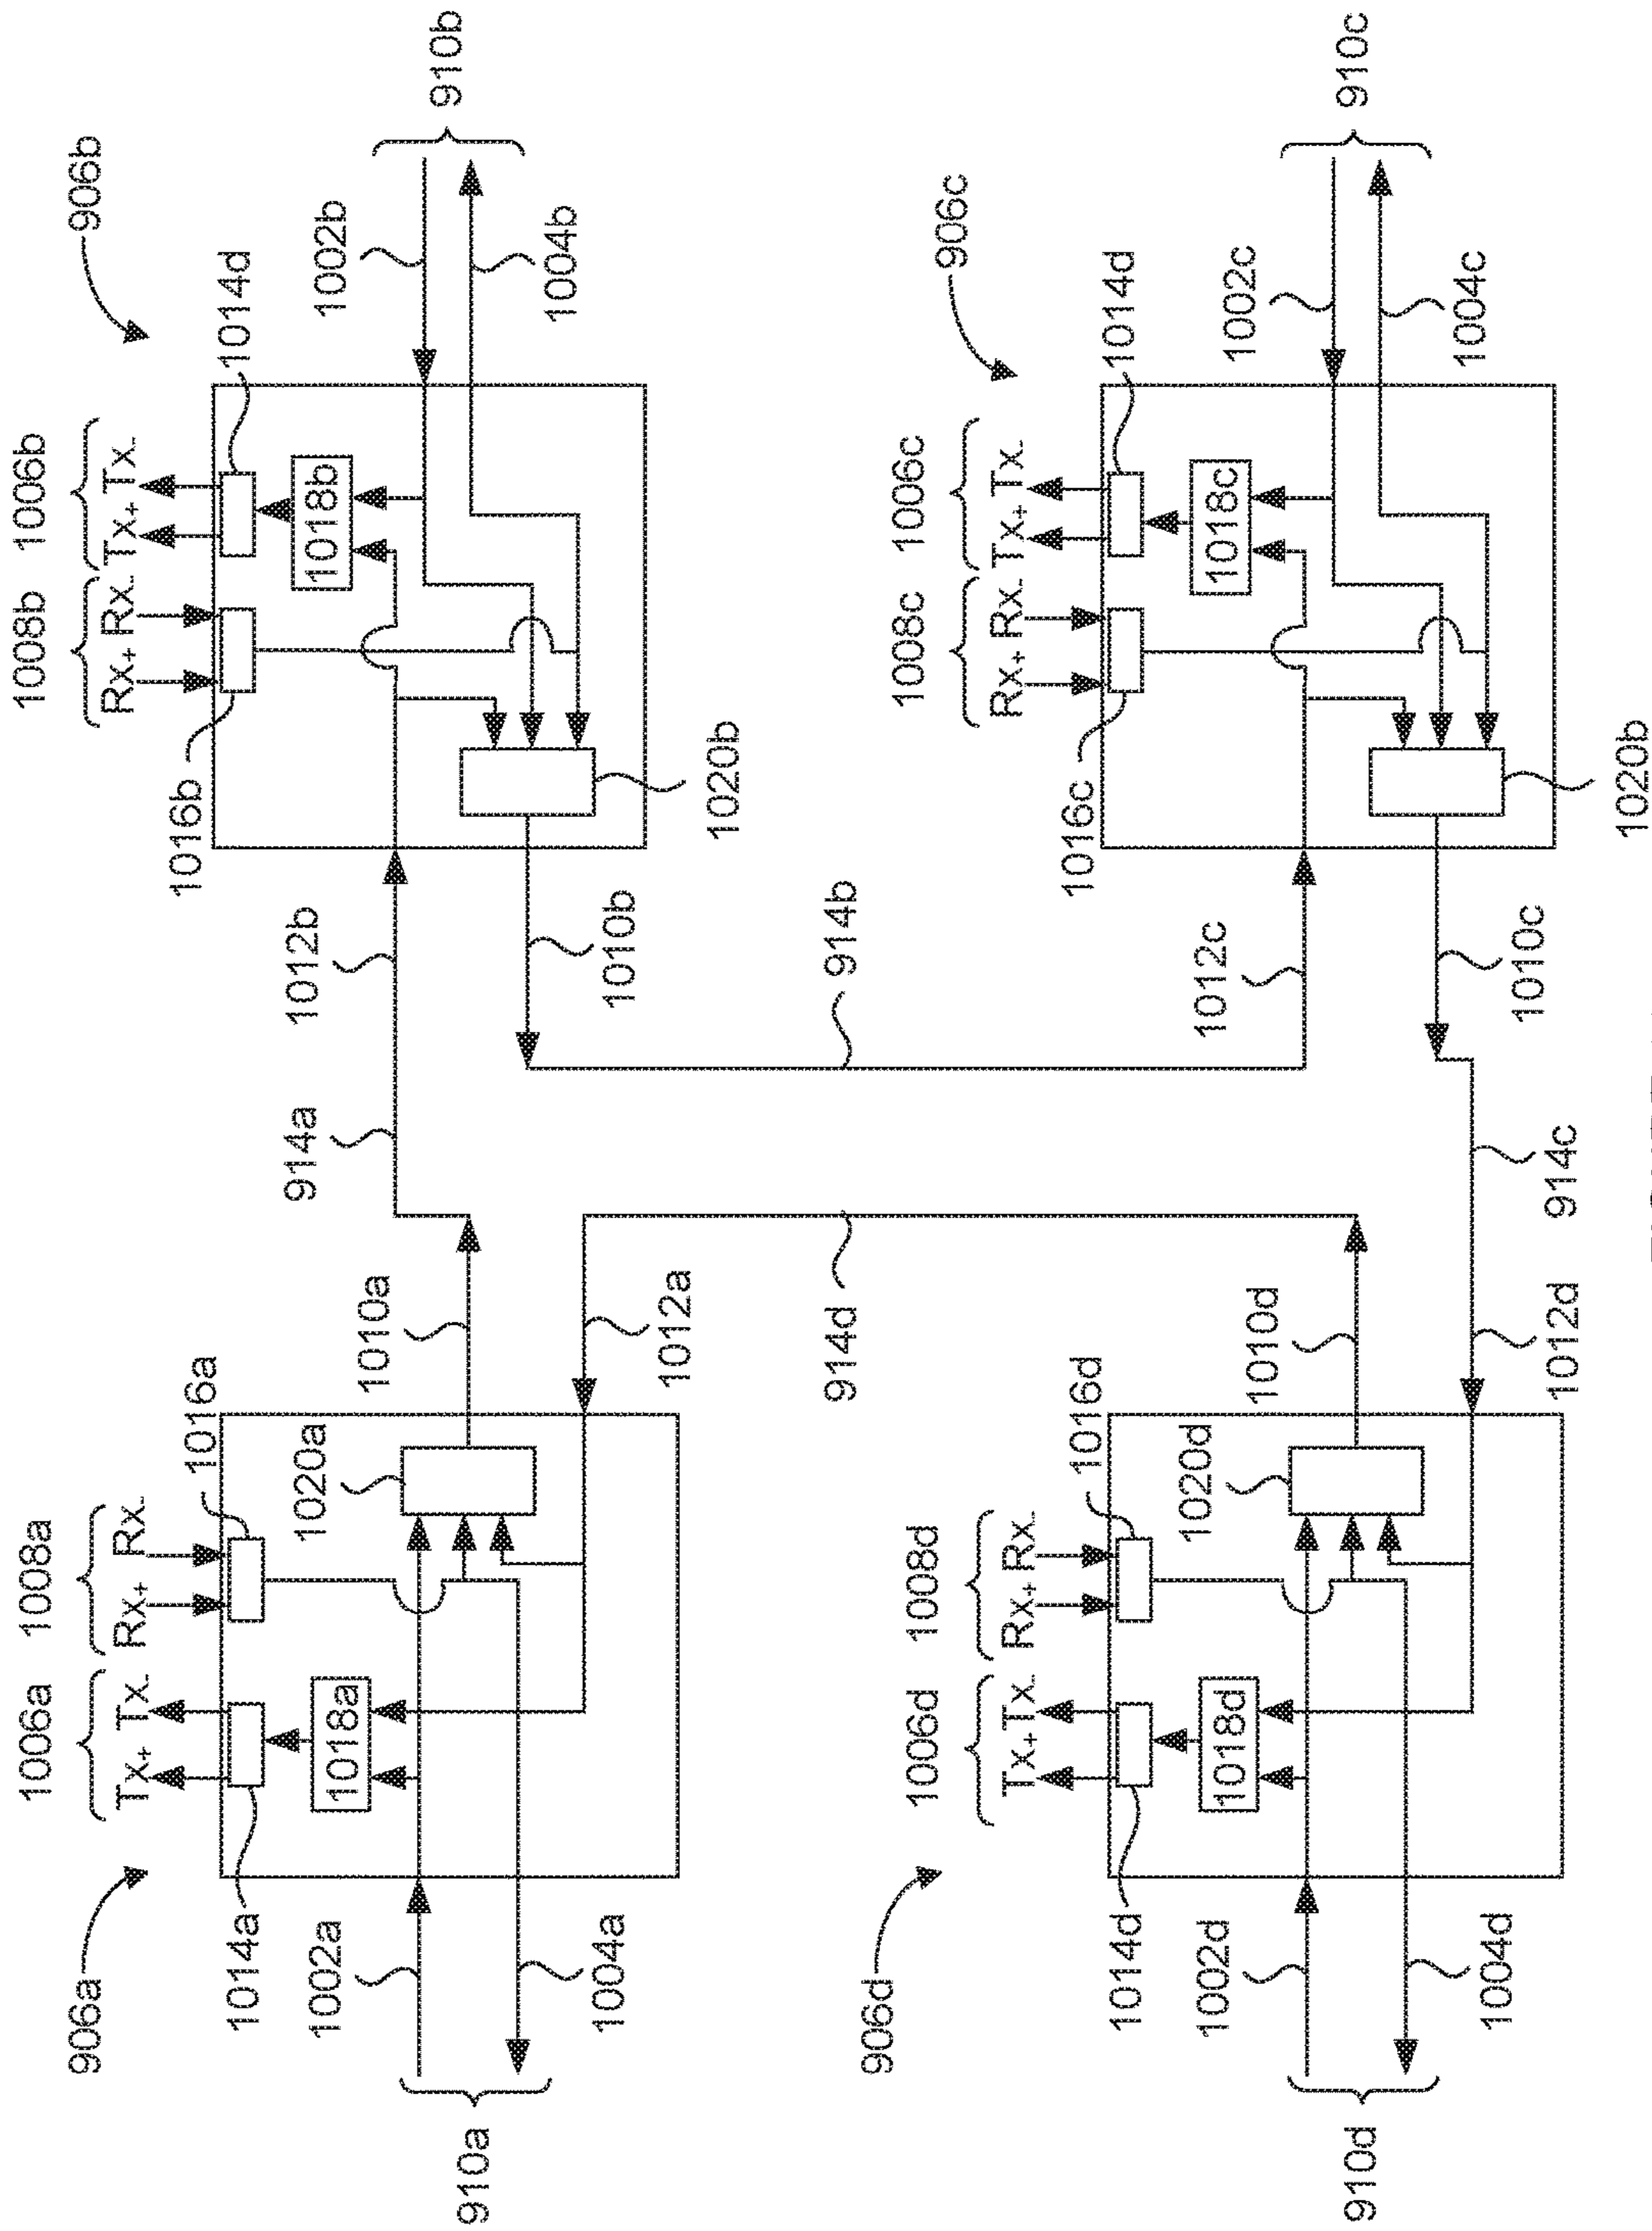 1006a 1008a 1008b 1006b
Tx+ Tx- Rx+ Rx- Rx+ Rx- Tx+ Tx-
906a 906b
1016a 1016b
1014a 1014d
1002a 1020a 914a 1012b 1002b
1018a 1018b
1010a
910a 910b
1004a 1004b
1012a 1010b
1020b
914d 914b
906d 906c
1006d 1008d 1008c 1006c
Tx+ Tx- Rx+ Rx- Rx+ Rx- Tx+ Tx-
1016d 1016c
1014d 1014d
1002d 1020d 1012c 1002c
1018d 1018c
1010d
910d 910c
1004d 1004c
1012d 914c 1010c
1020b